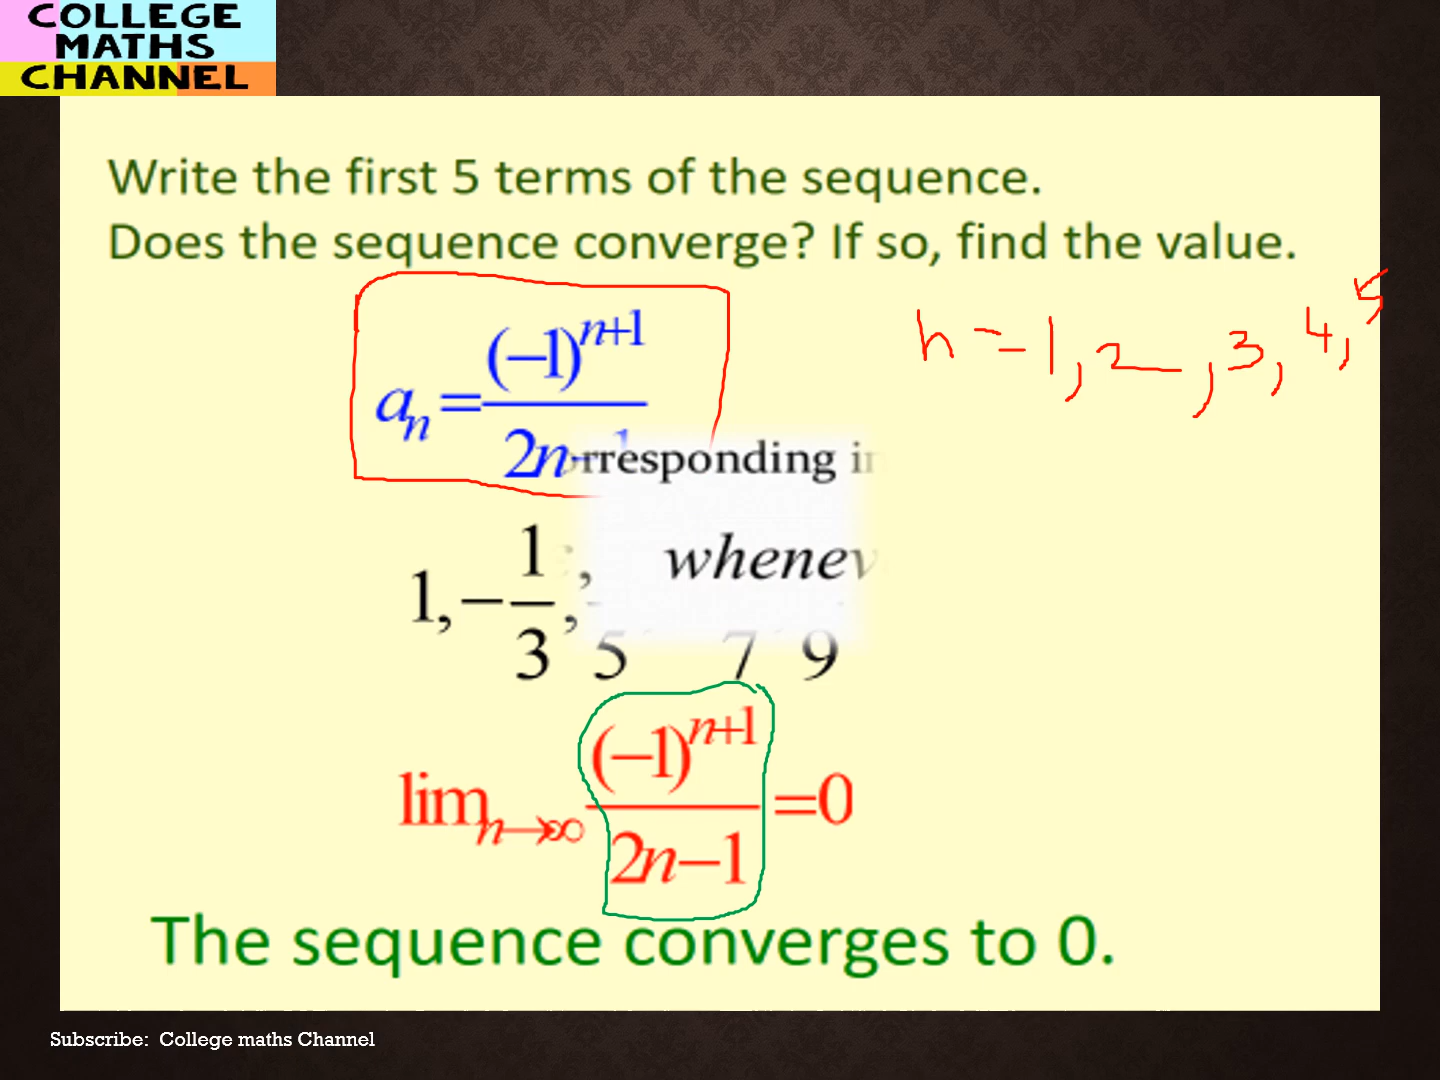 COLLEGE
MATHS
CHANNEL
Write the first 5 terms of the sequence.
Does the sequence converge? If so, find the value.
n = 1, 2, 3, 4, 5
a_n = (-1)^{n+1} / 2n-1
rresponding
whenev
1, -1/3, 5 7 9
lim_{n→∞} (-1)^{n+1} / 2n-1 = 0
The sequence converges to 0.
Subscribe: College maths Channel